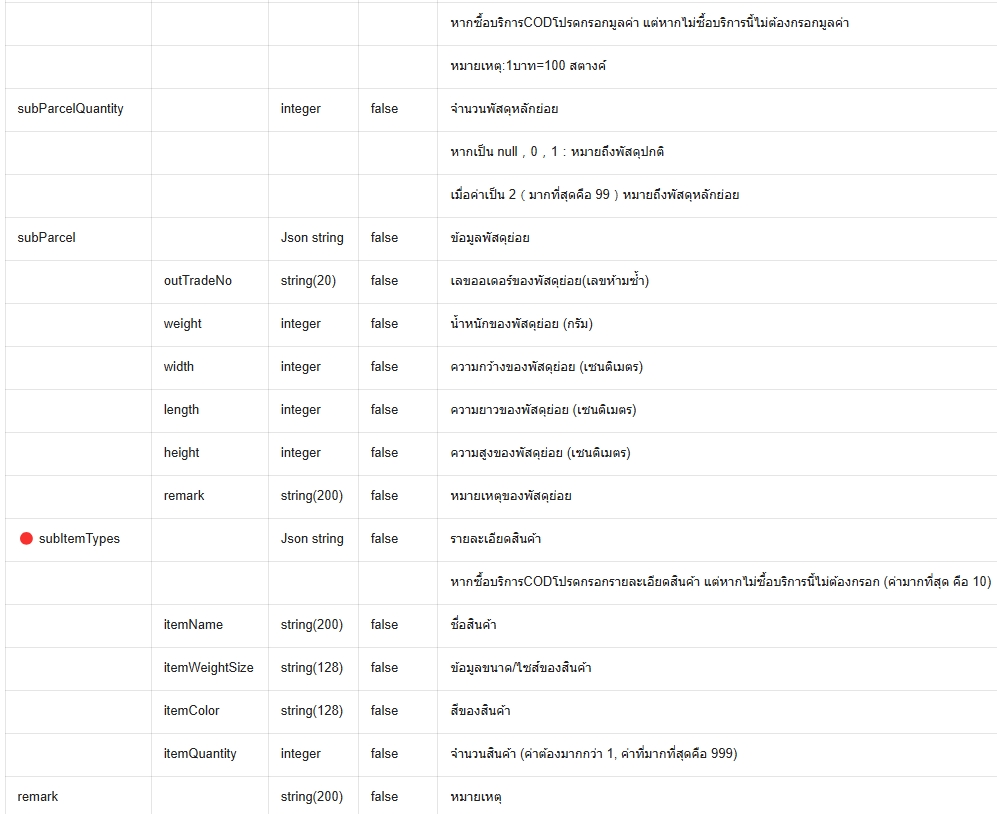 หากซื้อบริการCODโปรดกรอกมูลค่า แต่หากไม่ซื้อบริการนี้ไม่ต้องกรอกมูลค่า
หมายเหตุ:1บาท=100 สตางค์
subParcelQuantity integer false จำนวนพัสดุหลักย่อย
หากเป็น null , 0 , 1 : หมายถึงพัสดุปกติ
เมื่อค่าเป็น 2 ( มากที่สุดคือ 99 ) หมายถึงพัสดุหลักย่อย
subParcel Json string false ข้อมูลพัสดุย่อย
outTradeNo string(20) false เลขออเดอร์ของพัสดุย่อย(เลขห้ามซ้ำ)
weight integer false น้ำหนักของพัสดุย่อย (กรัม)
width integer false ความกว้างของพัสดุย่อย (เซนติเมตร)
length integer false ความยาวของพัสดุย่อย (เซนติเมตร)
height integer false ความสูงของพัสดุย่อย (เซนติเมตร)
remark string(200) false หมายเหตุของพัสดุย่อย
subItemTypes Json string false รายละเอียดสินค้า
หากซื้อบริการCODโปรดกรอกรายละเอียดสินค้า แต่หากไม่ซื้อบริการนี้ไม่ต้องกรอก (ค่ามากที่สุด คือ 10)
itemName string(200) false ชื่อสินค้า
itemWeightSize string(128) false ข้อมูลขนาด/ไซส์ของสินค้า
itemColor string(128) false สีของสินค้า
itemQuantity integer false จำนวนสินค้า (ค่าต้องมากกว่า 1, ค่าที่มากที่สุดคือ 999)
remark string(200) false หมายเหตุ